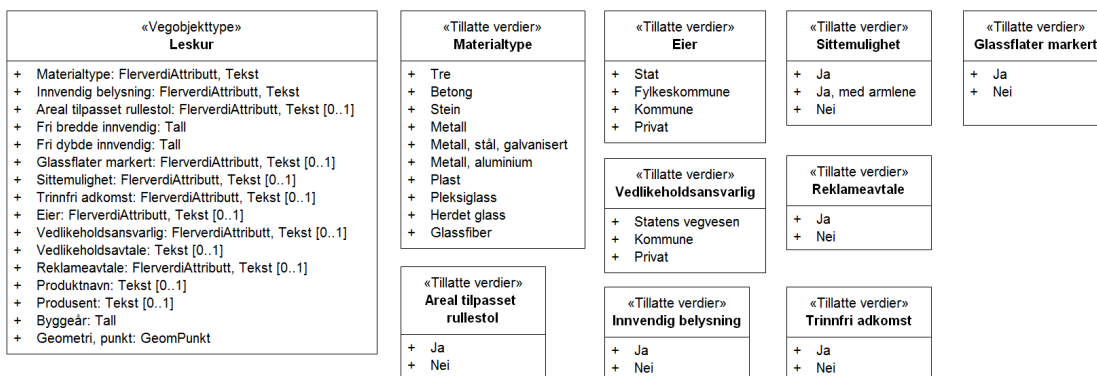 «Vegobjekttype»
Leskur
+ Materialtype: FlerverdiAttributt, Tekst
+ Innvendig belysning: FlerverdiAttributt, Tekst
+ Areal tilpasset rullestol: FlerverdiAttributt, Tekst [0..1]
+ Fri bredde innvendig: Tall
+ Fri dybde innvendig: Tall
+ Glassflater markert: FlerverdiAttributt, Tekst [0..1]
+ Sittemulighet: FlerverdiAttributt, Tekst [0..1]
+ Trinnfri adkomst: FlerverdiAttributt, Tekst [0..1]
+ Eier: FlerverdiAttributt, Tekst [0..1]
+ Vedlikeholdsansvarlig: FlerverdiAttributt, Tekst [0..1]
+ Vedlikeholdsavtale: Tekst [0..1]
+ Reklameavtale: FlerverdiAttributt, Tekst [0..1]
+ Produktnavn: Tekst [0..1]
+ Produsent: Tekst [0..1]
+ Byggeår: Tall
+ Geometri, punkt: GeomPunkt
«Tillatte verdier»
Materialtype
+ Tre
+ Betong
+ Stein
+ Metall
+ Metall, stål, galvanisert
+ Metall, aluminium
+ Plast
+ Pleksiglass
+ Herdet glass
+ Glassfiber
«Tillatte verdier»
Areal tilpasset
rullestol
+ Ja
+ Nei
«Tillatte verdier»
Eier
+ Stat
+ Fylkeskommune
+ Kommune
+ Privat
«Tillatte verdier»
Vedlikeholdsansvarlig
+ Statens vegvesen
+ Kommune
+ Privat
«Tillatte verdier»
Innvendig belysning
+ Ja
+ Nei
«Tillatte verdier»
Sittemulighet
+ Ja
+ Ja, med armlene
+ Nei
«Tillatte verdier»
Reklameavtale
+ Ja
+ Nei
«Tillatte verdier»
Trinnfri adkomst
+ Ja
+ Nei
«Tillatte verdier»
Glassflater markert
+ Ja
+ Nei